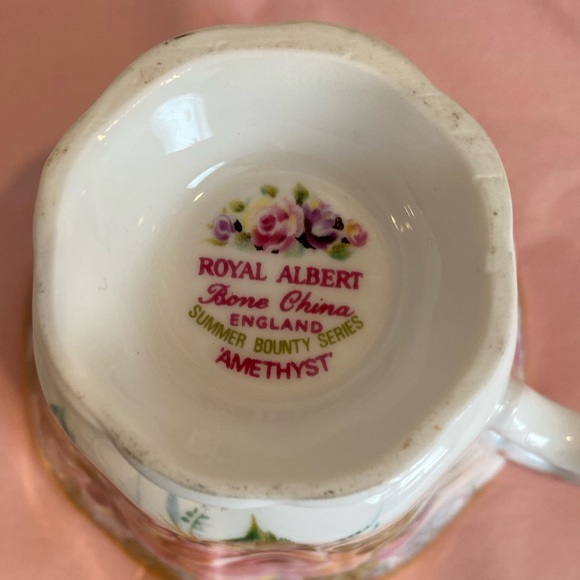 ROYAL ALBERT
Bone China
ENGLAND
SUMMER BOUNTY SERIES
'AMETHYST'